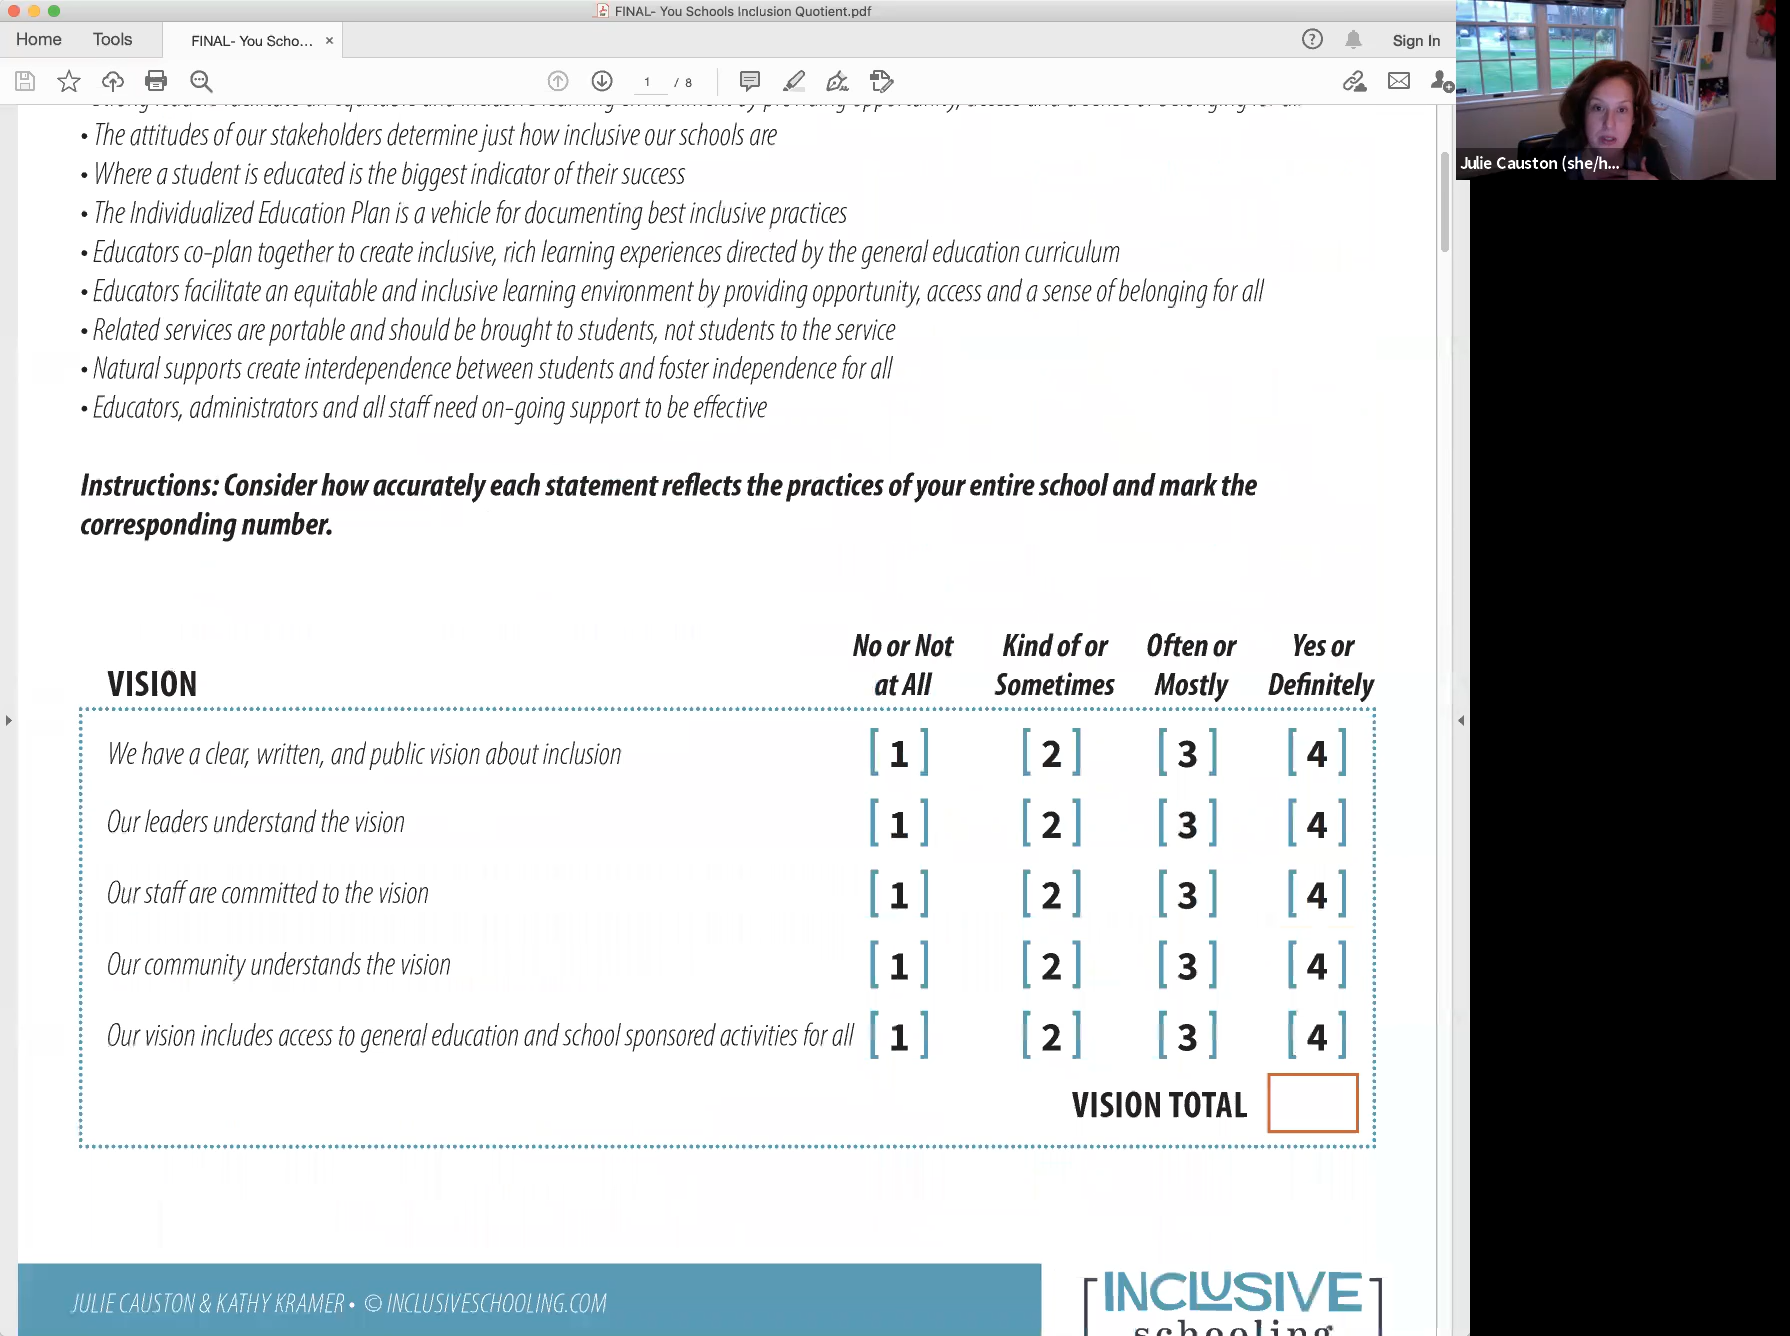 FINAL- You Schools Inclusion Quotient.pdf
Home Tools FINAL- You Scho... × Sign In
1 / 8
Julie Causton (she/h...
• The attitudes of our stakeholders determine just how inclusive our schools are
• Where a student is educated is the biggest indicator of their success
• The Individualized Education Plan is a vehicle for documenting best inclusive practices
• Educators co-plan together to create inclusive, rich learning experiences directed by the general education curriculum
• Educators facilitate an equitable and inclusive learning environment by providing opportunity, access and a sense of belonging for all
• Related services are portable and should be brought to students, not students to the service
• Natural supports create interdependence between students and foster independence for all
• Educators, administrators and all staff need on-going support to be effective
Instructions: Consider how accurately each statement reflects the practices of your entire school and mark the
corresponding number.
No or Not Kind of or Often or Yes or
VISION at All Sometimes Mostly Definitely
We have a clear, written, and public vision about inclusion [ 1 ] [ 2 ] [ 3 ] [ 4 ]
Our leaders understand the vision [ 1 ] [ 2 ] [ 3 ] [ 4 ]
Our staff are committed to the vision [ 1 ] [ 2 ] [ 3 ] [ 4 ]
Our community understands the vision [ 1 ] [ 2 ] [ 3 ] [ 4 ]
Our vision includes access to general education and school sponsored activities for all [ 1 ] [ 2 ] [ 3 ] [ 4 ]
VISION TOTAL
JULIE CAUSTON & KATHY KRAMER • © INCLUSIVESCHOOLING.COM
INCLUSIVE
schooling